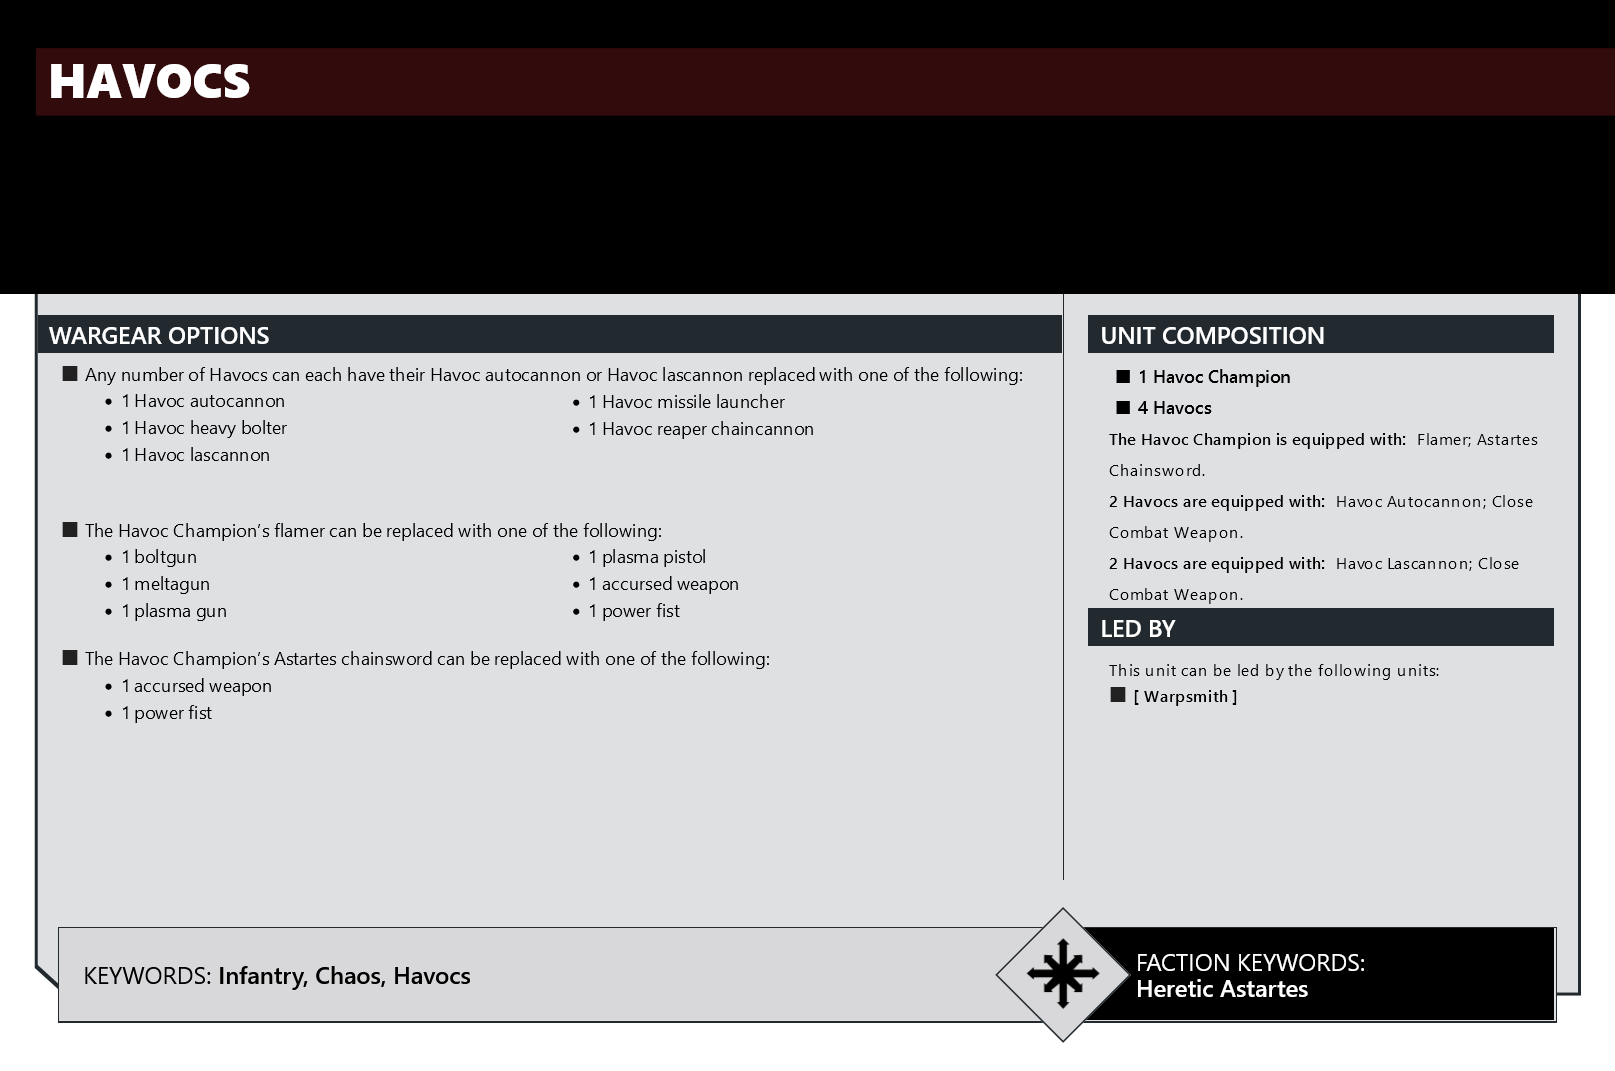 HAVOCS
WARGEAR OPTIONS
Any number of Havocs can each have their Havoc autocannon or Havoc lascannon replaced with one of the following:
1 Havoc autocannon
1 Havoc heavy bolter
1 Havoc lascannon
1 Havoc missile launcher
1 Havoc reaper chaincannon
The Havoc Champion's flamer can be replaced with one of the following:
1 boltgun
1 meltagun
1 plasma gun
1 plasma pistol
1 accursed weapon
1 power fist
The Havoc Champion's Astartes chainsword can be replaced with one of the following:
1 accursed weapon
1 power fist
UNIT COMPOSITION
1 Havoc Champion
4 Havocs
The Havoc Champion is equipped with: Flamer; Astartes
Chainsword.
2 Havocs are equipped with: Havoc Autocannon; Close
Combat Weapon.
2 Havocs are equipped with: Havoc Lascannon; Close
Combat Weapon.
LED BY
This unit can be led by the following units:
[ Warpsmith ]
KEYWORDS: Infantry, Chaos, Havocs
FACTION KEYWORDS:
Heretic Astartes